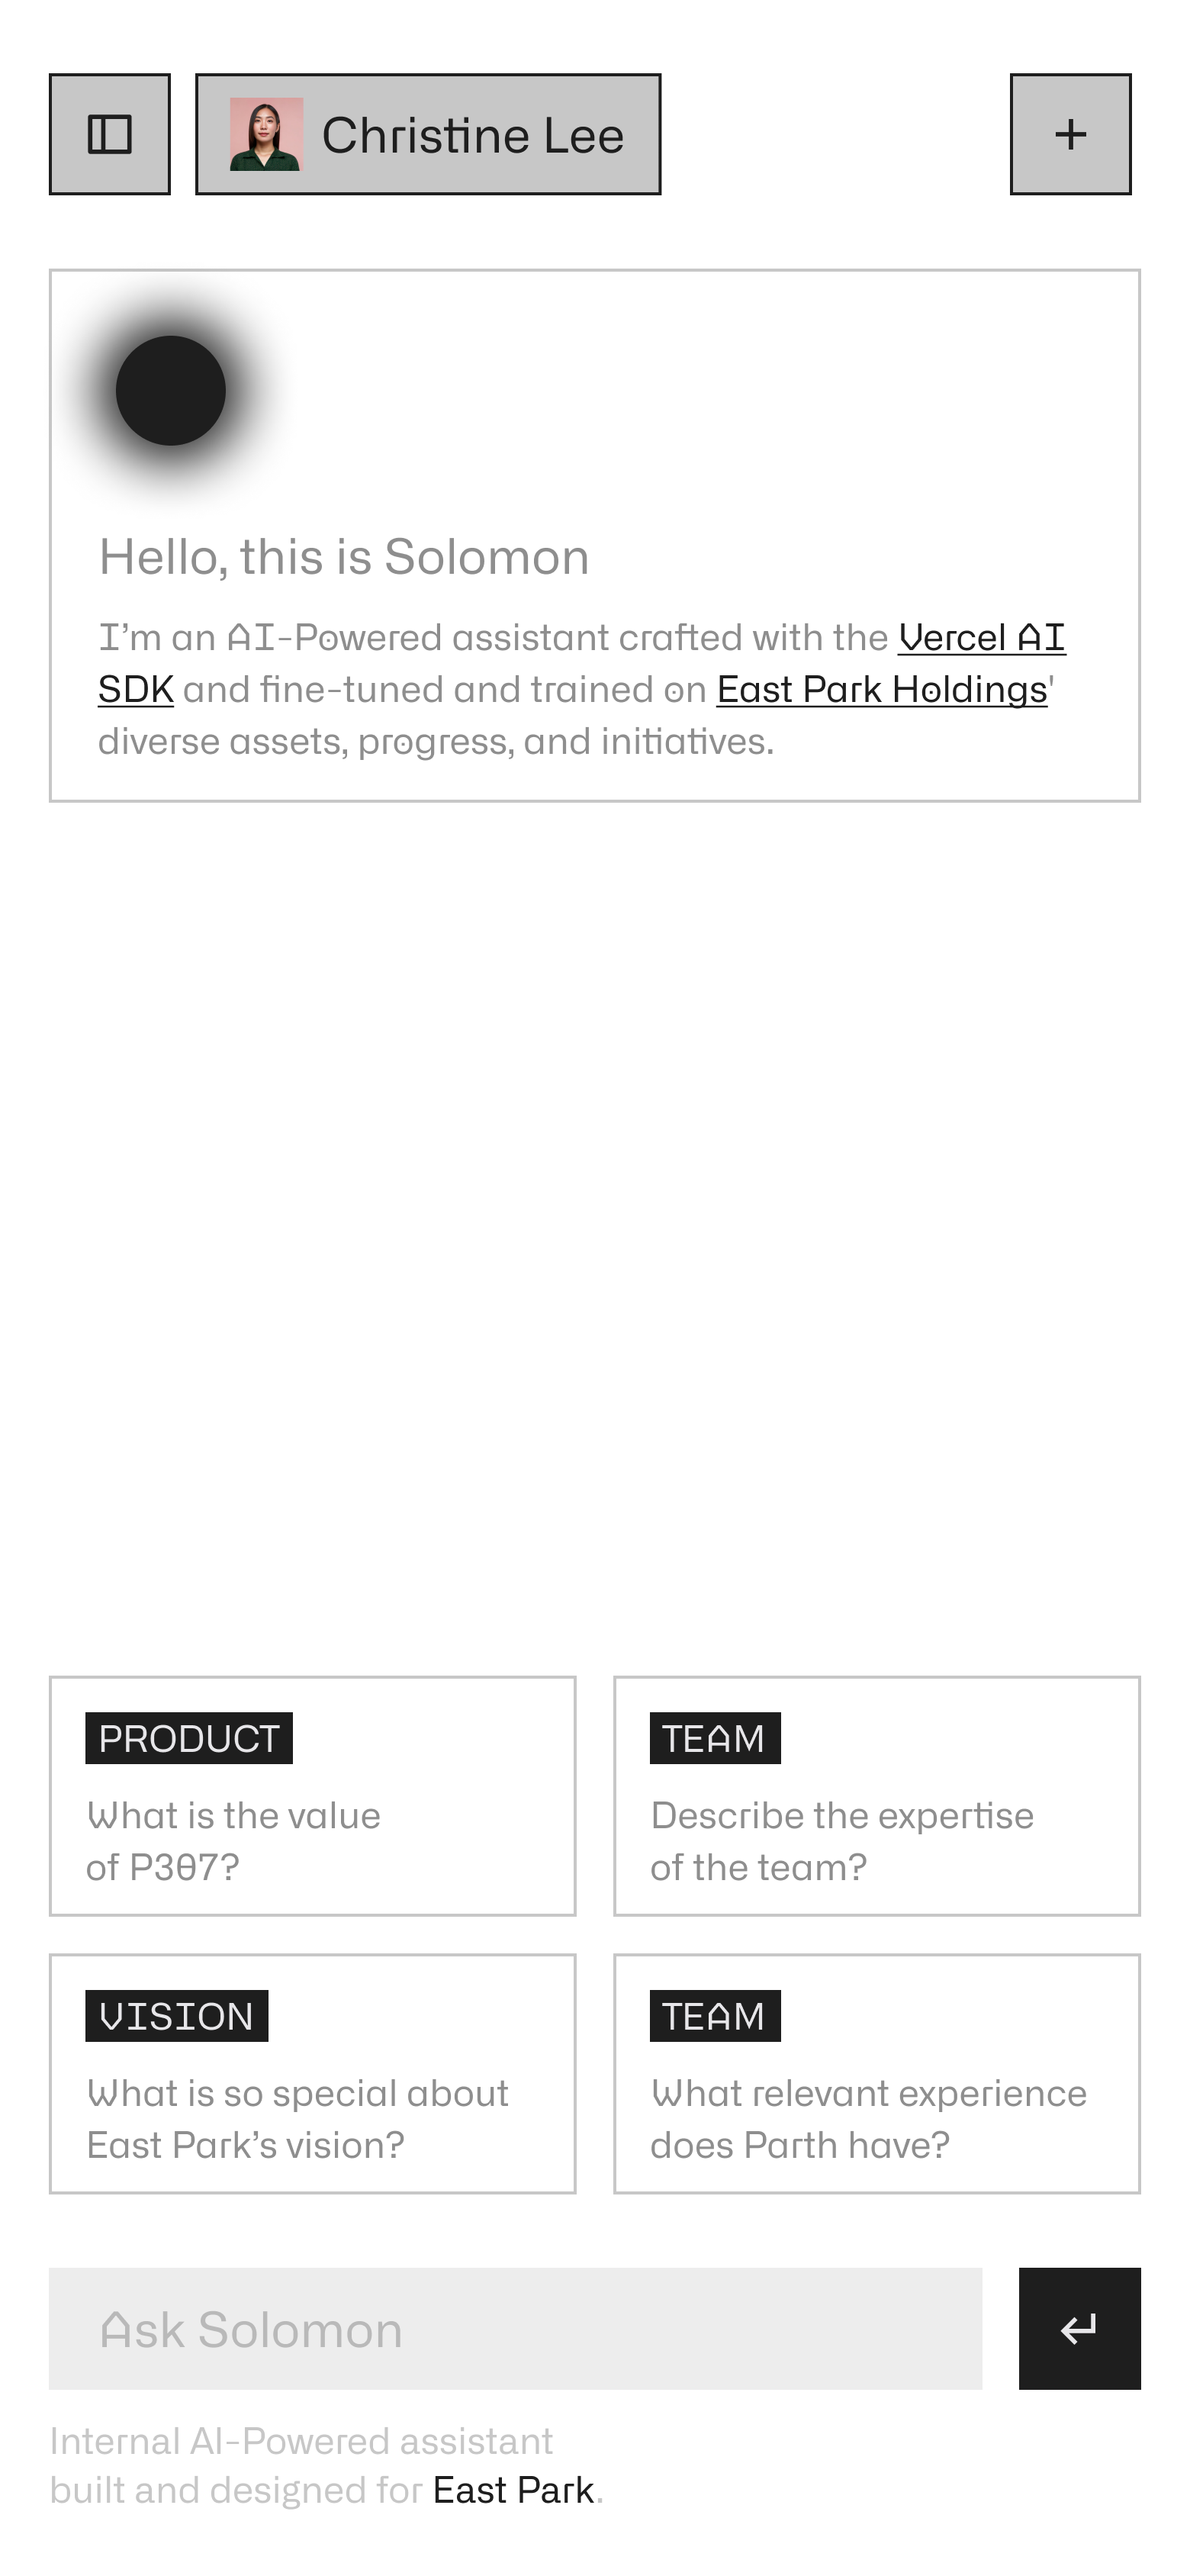 Christine Lee
Hello, this is Solomon
I’m an AI-Powered assistant crafted with the Vercel AI
SDK and fine-tuned and trained on East Park Holdings'
diverse assets, progress, and initiatives.
PRODUCT
What is the value
of P307?
TEAM
Describe the expertise
of the team?
VISION
What is so special about
East Park’s vision?
TEAM
What relevant experience
does Parth have?
Ask Solomon
Internal AI-Powered assistant
built and designed for East Park.